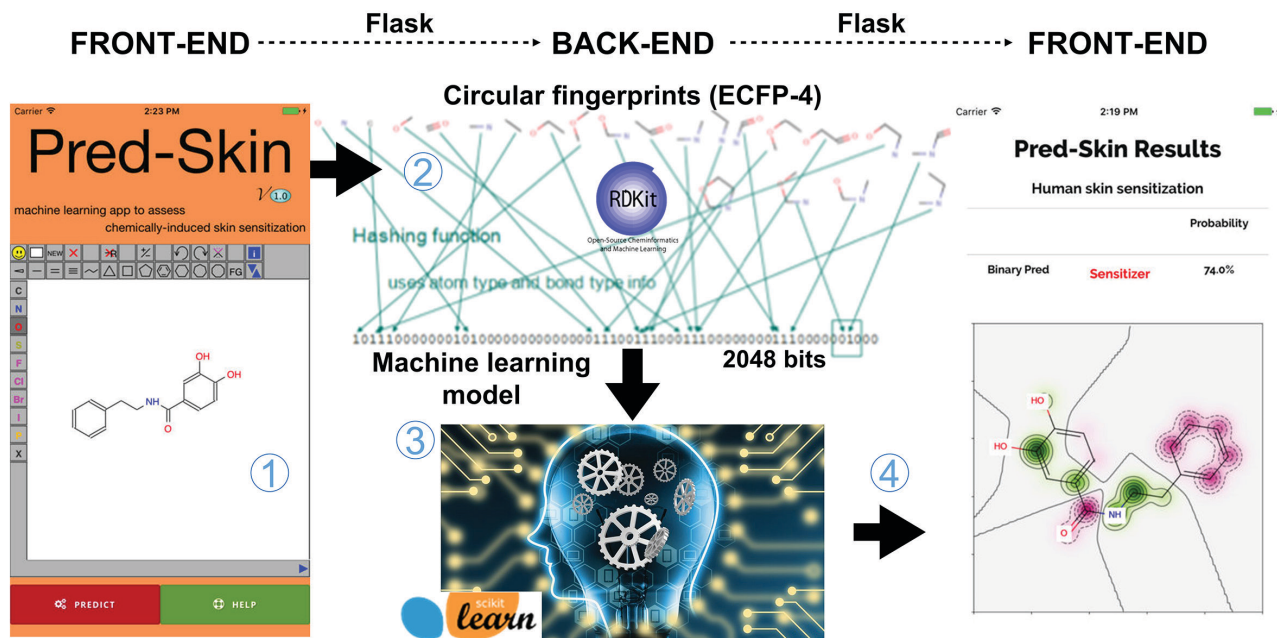 FRONT-END Flask BACK-END Flask FRONT-END
Circular fingerprints (ECFP-4)
Carrier 2:23 PM
Pred-Skin
V 1.0
machine learning app to assess
chemically-induced skin sensitization
NEW R i
FG
C
N
O
S
F
Cl
Br
I
X
OH
OH
NH
O
1
PREDICT
HELP
2
RDKit
Open-Source Cheminformatics
and Machine Learning
Hashing function
uses atom type and bond type info
Machine learning
model
2048 bits
3
scikit
learn
4
Carrier 2:19 PM
Pred-Skin Results
Human skin sensitization
Probability
Binary Pred Sensitizer 74.0%
HO
HO
NH
O